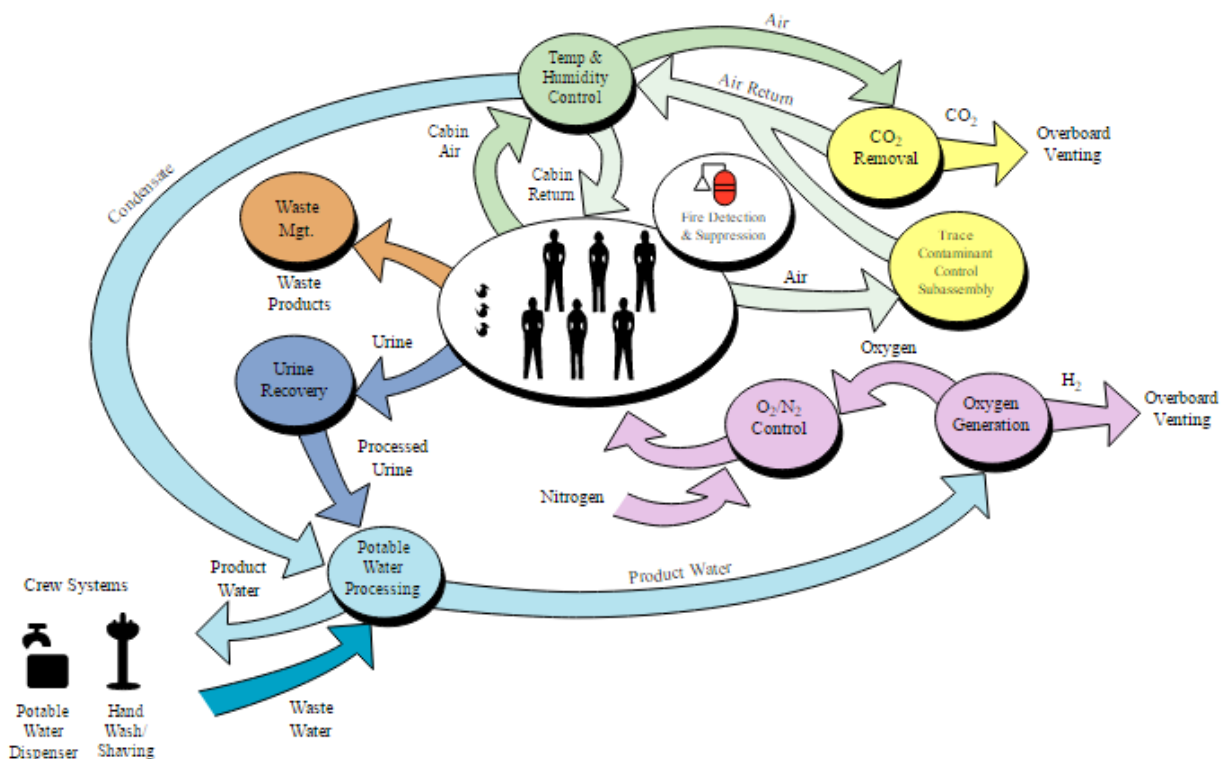 Air
Temp &
Humidity
Control
Air Return
CO2
CO2
Removal
Overboard
Venting
Cabin
Air
Cabin
Return
Condensate
Waste
Mgt.
Waste
Products
Fire Detection
& Suppression
Trace
Contaminant
Control
Subassembly
Air
Urine
Urine
Recovery
Oxygen
H2
Overboard
Venting
O2/N2
Control
Oxygen
Generation
Processed
Urine
Nitrogen
Potable
Water
Processing
Product Water
Product
Water
Crew Systems
Waste
Water
Potable
Water
Dispenser
Hand
Wash/
Shaving